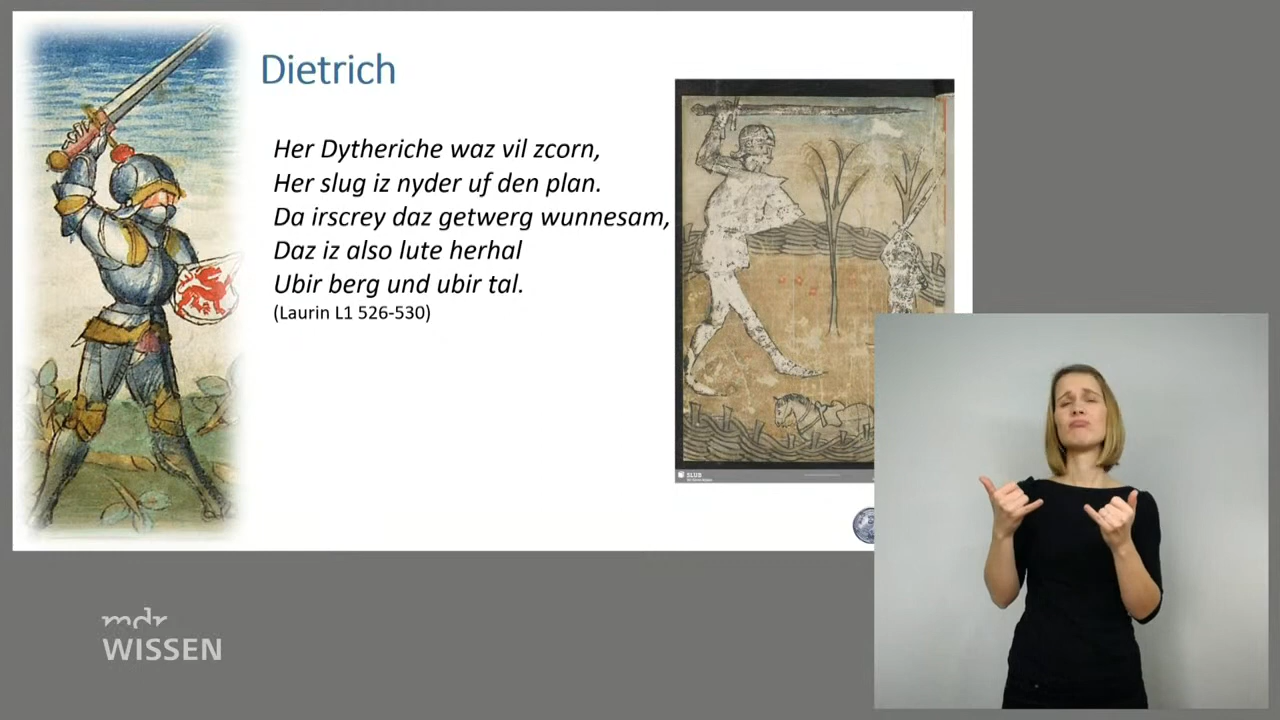 Dietrich
Her Dytheriche waz vil zcorn,
Her slug iz nyder uf den plan.
Da irscrey daz getwerg wunnesam,
Daz iz also lute herhal
Ubir berg und ubir tal.
(Laurin L1 526-530)
SLUB
mdr
WISSEN